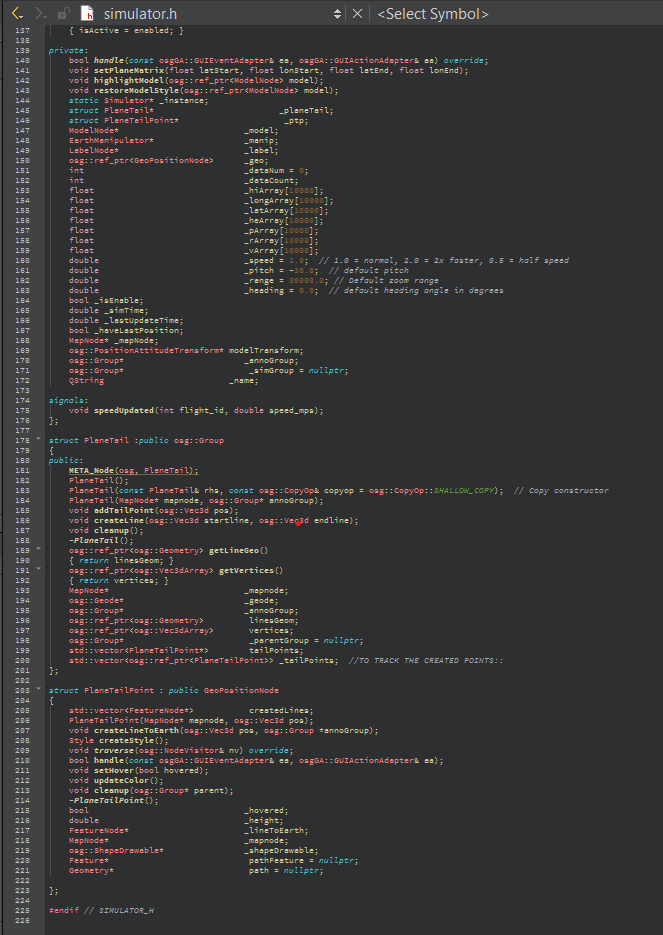 simulator.h
<Select Symbol>
137 { isActive = enabled; }
138
139 private:
140 bool handle(const osgGA::GUIEventAdapter& ea, osgGA::GUIActionAdapter& aa) override;
141 void setPlaneMatrix(float latStart, float lonStart, float latEnd, float lonEnd);
142 void highlightModel(osg::ref_ptr<ModelNode> model);
143 void restoreModelStyle(osg::ref_ptr<ModelNode> model);
144 static Simulator* _instance;
145 struct PlaneTail* _planeTail;
146 struct PlaneTailPoint* _ptp;
147 ModelNode* _model;
148 EarthManipulator* _manip;
149 LabelNode* _label;
150 osg::ref_ptr<GeoPositionNode> _geo;
151 int _dataNum = 0;
152 int _dataCount;
153 float _hiArray[10000];
154 float _longArray[10000];
155 float _latArray[10000];
156 float _heArray[10000];
157 float _pArray[10000];
158 float _rArray[10000];
159 float _vArray[10000];
160 double _speed = 1.0; // 1.0 = normal, 2.0 = 2x faster, 0.5 = half speed
161 double _pitch = -30.0; // default pitch
162 double _range = 30000.0; // Default zoom range
163 double _heading = 0.0; // default heading angle in degrees
164 bool _isEnable;
165 double _simTime;
166 double _lastUpdateTime;
167 bool _haveLastPosition;
168 MapNode* _mapNode;
169 osg::PositionAttitudeTransform* modelTransform;
170 osg::Group* _annoGroup;
171 osg::Group* _simGroup = nullptr;
172 QString _name;
173
174 signals:
175 void speedUpdated(int flight_id, double speed_mps);
176 };
177
178 struct PlaneTail :public osg::Group
179 {
180 public:
181 META_Node(osg, PlaneTail);
182 PlaneTail();
183 PlaneTail(const PlaneTail& rhs, const osg::CopyOp& copyop = osg::CopyOp::SHALLOW_COPY); // Copy constructor
184 PlaneTail(MapNode* mapnode, osg::Group* annoGroup);
185 void addTailPoint(osg::Vec3d pos);
186 void createLine(osg::Vec3d startline, osg::Vec3d endline);
187 void cleanup();
188 ~PlaneTail();
189 osg::ref_ptr<osg::Geometry> getLineGeo()
190 { return linesGeom; }
191 osg::ref_ptr<osg::Vec3dArray> getVertices()
192 { return vertices; }
193 MapNode* _mapnode;
194 osg::Geode* _geode;
195 osg::Group* _annoGroup;
196 osg::ref_ptr<osg::Geometry> linesGeom;
197 osg::ref_ptr<osg::Vec3dArray> vertices;
198 osg::Group* _parentGroup = nullptr;
199 std::vector<PlaneTailPoint*> tailPoints;
200 std::vector<osg::ref_ptr<PlaneTailPoint>> _tailPoints; //TO TRACK THE CREATED POINTS::
201 };
202
203 struct PlaneTailPoint : public GeoPositionNode
204 {
205 std::vector<FeatureNode*> createdLines;
206 PlaneTailPoint(MapNode* mapnode, osg::Vec3d pos);
207 void createLineToEarth(osg::Vec3d pos, osg::Group *annoGroup);
208 Style createStyle();
209 void traverse(osg::NodeVisitor& nv) override;
210 bool handle(const osgGA::GUIEventAdapter& ea, osgGA::GUIActionAdapter& aa);
211 void setHover(bool hovered);
212 void updateColor();
213 void cleanup(osg::Group* parent);
214 ~PlaneTailPoint();
215 bool _hovered;
216 double _height;
217 FeatureNode* _lineToEarth;
218 MapNode* _mapnode;
219 osg::ShapeDrawable* _shapeDrawable;
220 Feature* pathFeature = nullptr;
221 Geometry* path = nullptr;
222
223 };
224
225 #endif // SIMULATOR_H
226